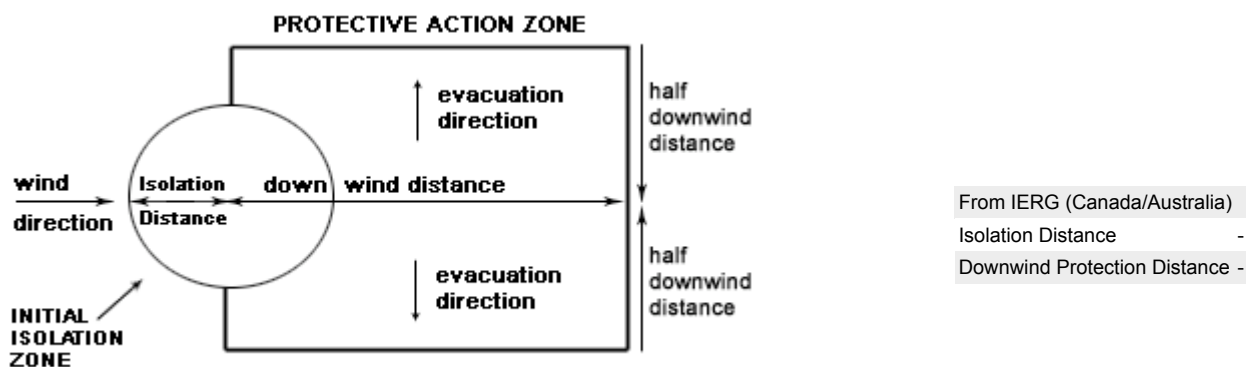 PROTECTIVE ACTION ZONE
evacuation
direction
half
downwind
distance
wind
direction
Isolation
Distance
down wind distance
evacuation
direction
half
downwind
distance
INITIAL
ISOLATION
ZONE
From IERG (Canada/Australia)
Isolation Distance -
Downwind Protection Distance -